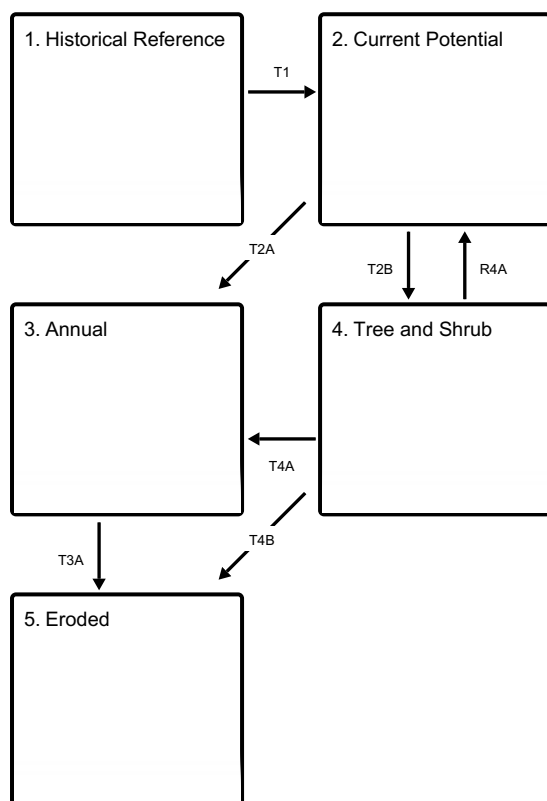 1. Historical Reference
2. Current Potential
T1
T2A
T2B
R4A
3. Annual
4. Tree and Shrub
T4A
T4B
T3A
5. Eroded